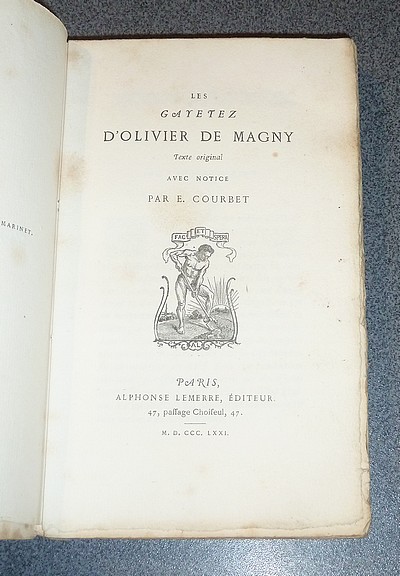 MARINET.
LES
GAYETEZ
D'OLIVIER DE MAGNY
Texte original
AVEC NOTICE
PAR E. COURBET
FAC ET SPERA
AL
PARIS,
ALPHONSE LEMERRE, ÉDITEUR.
47, paſſage Choiſeul, 47.
M. D. CCC. LXXI.